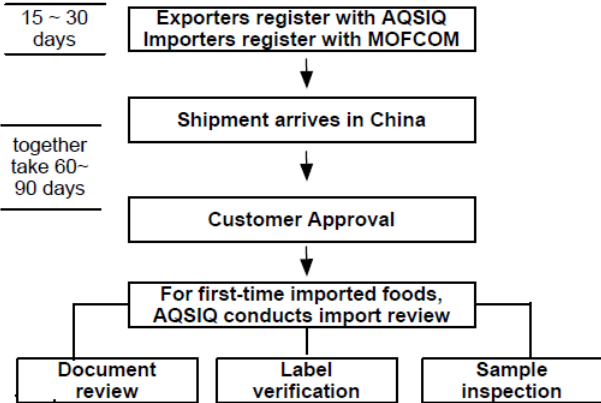 15 ~ 30
days
Exporters register with AQSIQ
Importers register with MOFCOM
Shipment arrives in China
together
take 60~
90 days
Customer Approval
For first-time imported foods,
AQSIQ conducts import review
Document
review
Label
verification
Sample
inspection